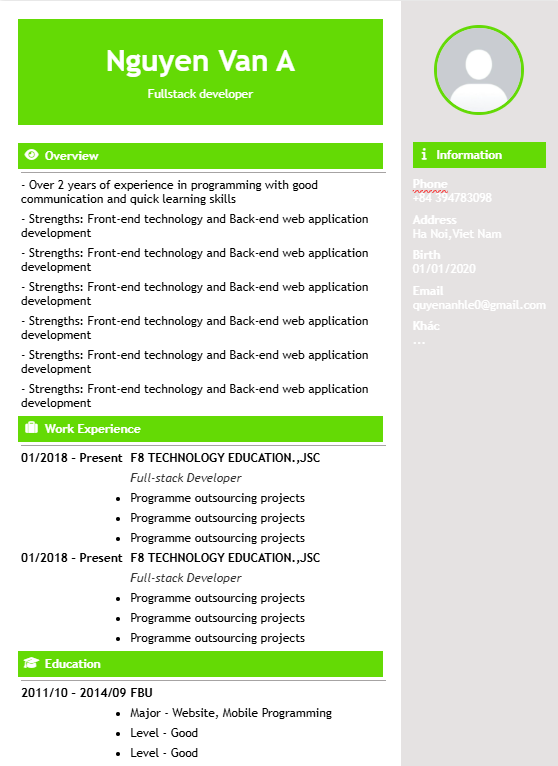 Nguyen Van A
Fullstack developer
Overview
- Over 2 years of experience in programming with good
communication and quick learning skills
- Strengths: Front-end technology and Back-end web application
development
- Strengths: Front-end technology and Back-end web application
development
- Strengths: Front-end technology and Back-end web application
development
- Strengths: Front-end technology and Back-end web application
development
- Strengths: Front-end technology and Back-end web application
development
- Strengths: Front-end technology and Back-end web application
development
Work Experience
01/2018 – Present F8 TECHNOLOGY EDUCATION.,JSC
Full-stack Developer
• Programme outsourcing projects
• Programme outsourcing projects
• Programme outsourcing projects
01/2018 – Present F8 TECHNOLOGY EDUCATION.,JSC
Full-stack Developer
• Programme outsourcing projects
• Programme outsourcing projects
• Programme outsourcing projects
Education
2011/10 – 2014/09 FBU
• Major - Website, Mobile Programming
• Level - Good
• Level - Good
Information
Phone
+84 394783098
Address
Ha Noi,Viet Nam
Birth
01/01/2020
Email
quyenanhle0@gmail.com
Khác
...